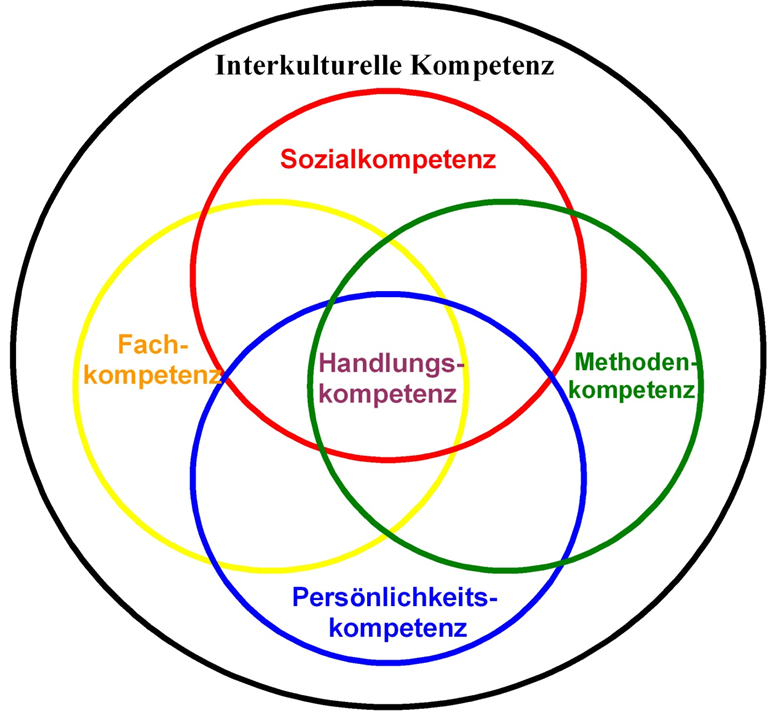 Interkulturelle Kompetenz
Sozialkompetenz
Fach-
kompetenz
Handlungs-
kompetenz
Methoden-
kompetenz
Persönlichkeits-
kompetenz